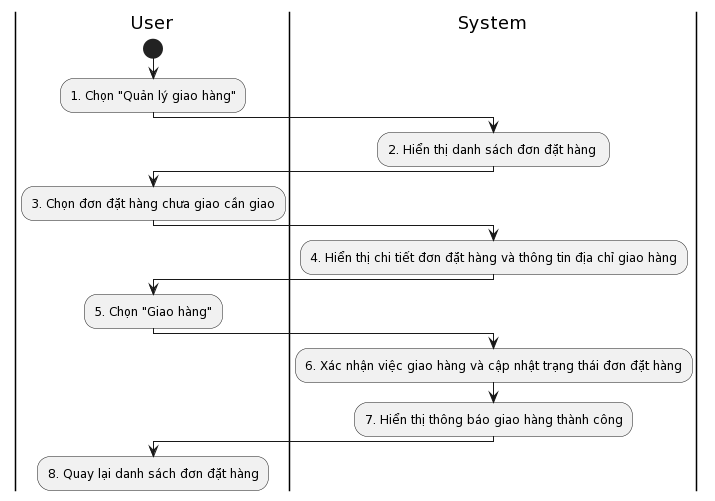 User
System
1. Chọn "Quản lý giao hàng"
2. Hiển thị danh sách đơn đặt hàng
3. Chọn đơn đặt hàng chưa giao cần giao
4. Hiển thị chi tiết đơn đặt hàng và thông tin địa chỉ giao hàng
5. Chọn "Giao hàng"
6. Xác nhận việc giao hàng và cập nhật trạng thái đơn đặt hàng
7. Hiển thị thông báo giao hàng thành công
8. Quay lại danh sách đơn đặt hàng